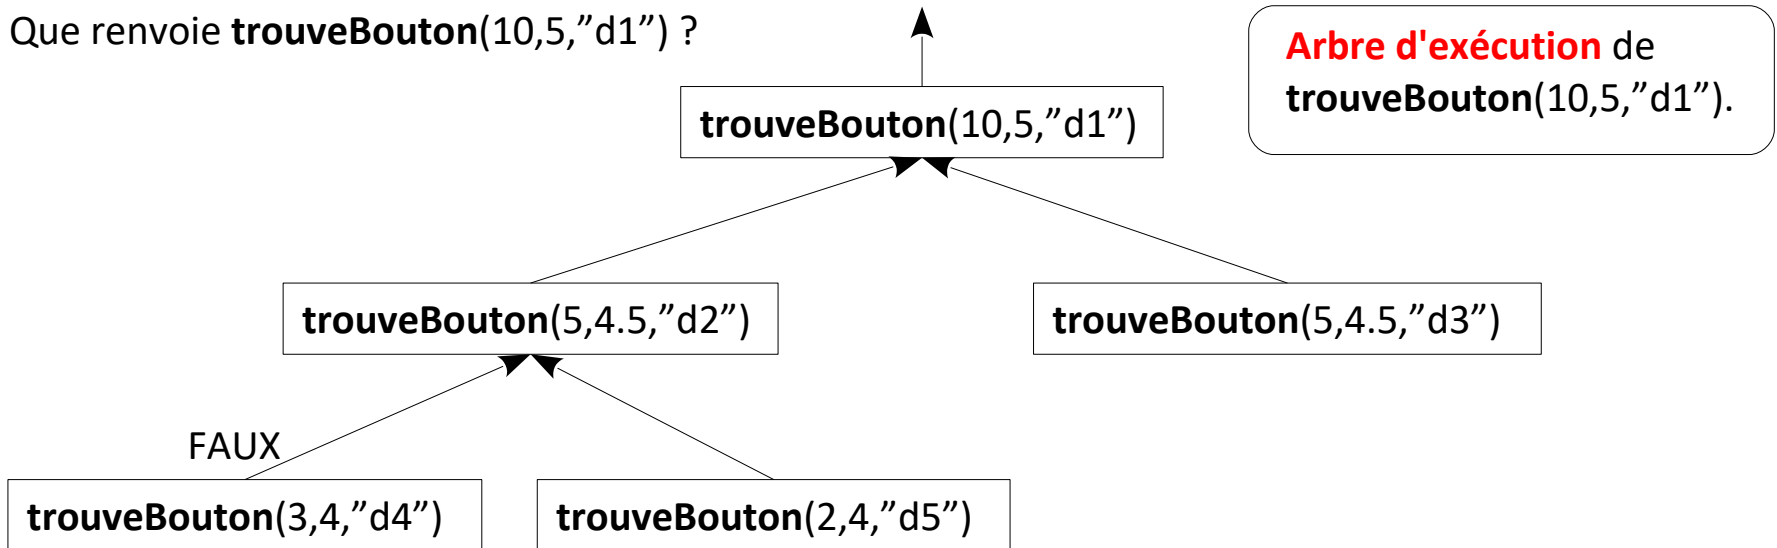 Que renvoie trouveBouton(10,5,”d1”) ?
Arbre d'exécution de
trouveBouton(10,5,”d1”).
trouveBouton(10,5,”d1”)
trouveBouton(5,4.5,”d2”)
trouveBouton(5,4.5,”d3”)
FAUX
trouveBouton(3,4,”d4”)
trouveBouton(2,4,”d5”)